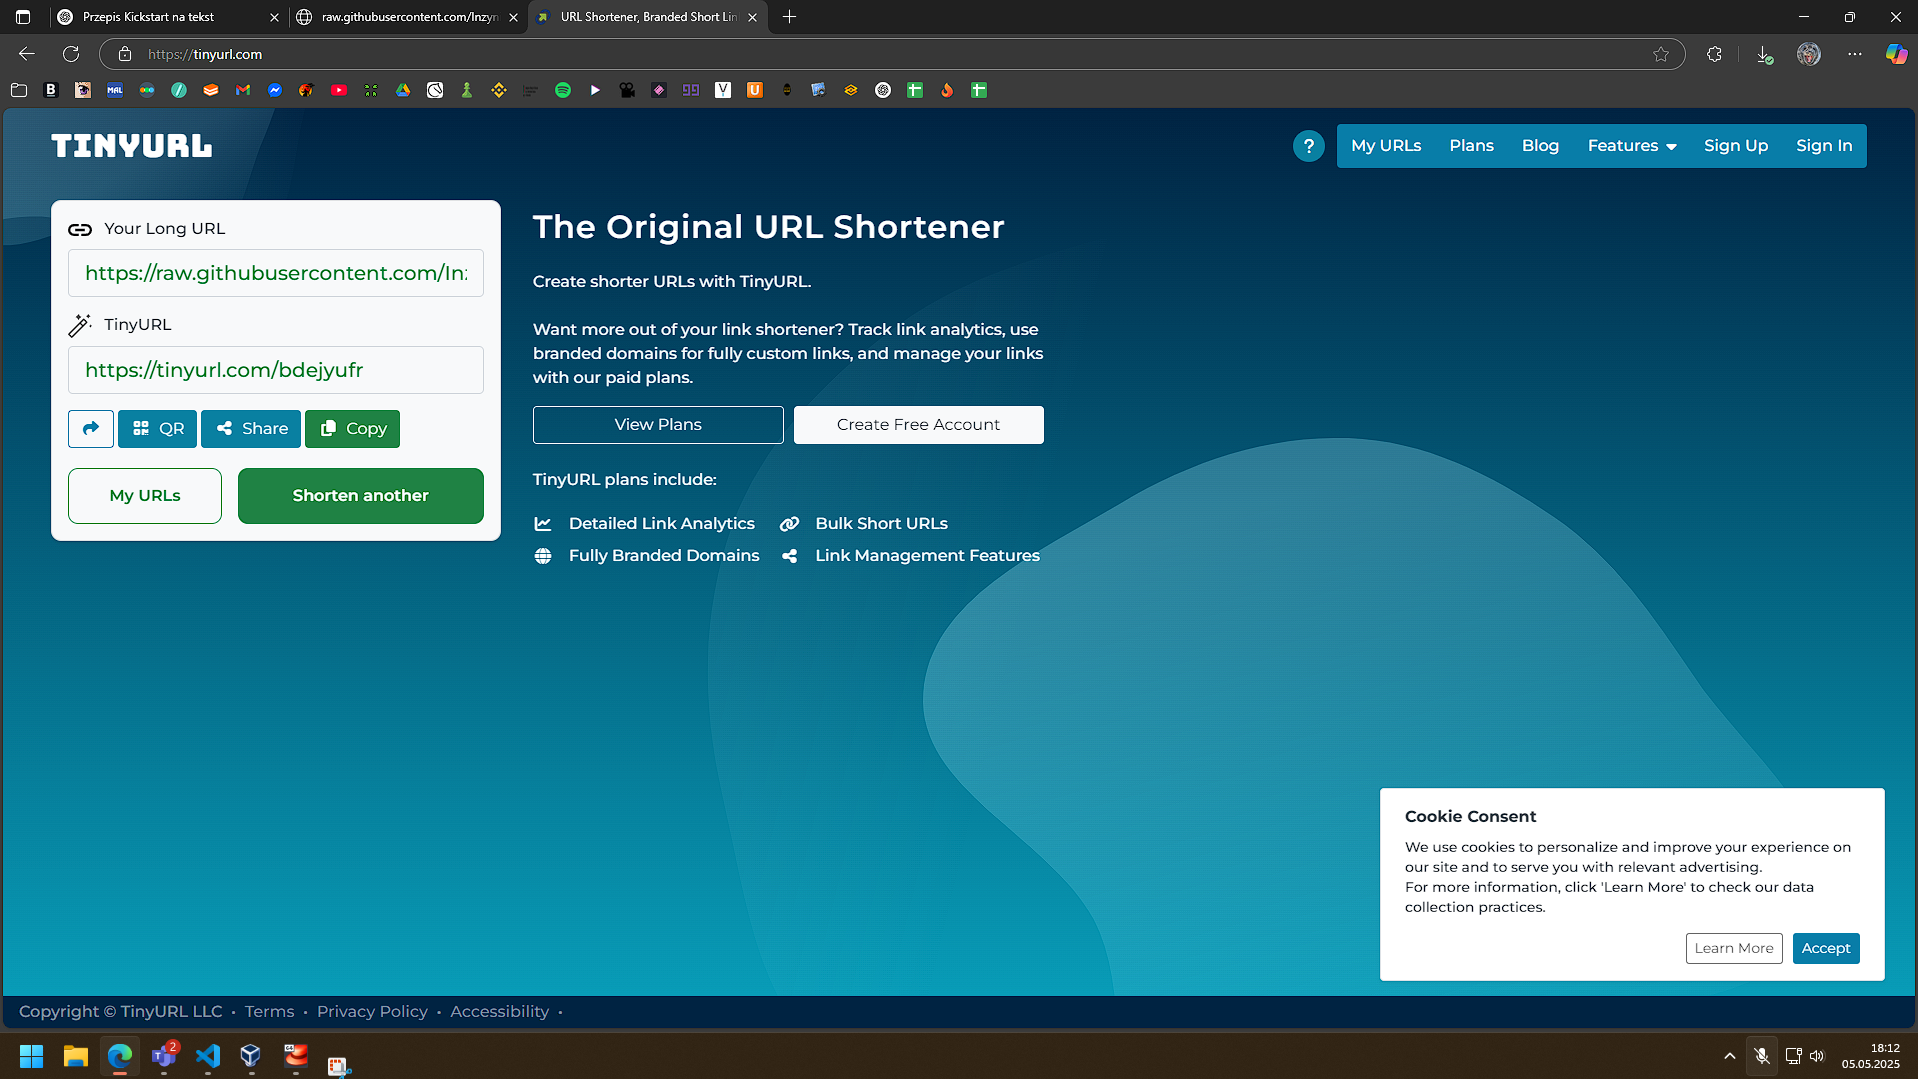 Przepis Kickstart na tekst
raw.githubusercontent.com/Inzyn
URL Shortener, Branded Short Lin
https://tinyurl.com
TINYURL
?
My URLs
Plans
Blog
Features
Sign Up
Sign In
Your Long URL
https://raw.githubusercontent.com/In
TinyURL
https://tinyurl.com/bdejyufr
QR
Share
Copy
My URLs
Shorten another
The Original URL Shortener
Create shorter URLs with TinyURL.
Want more out of your link shortener? Track link analytics, use
branded domains for fully custom links, and manage your links
with our paid plans.
View Plans
Create Free Account
TinyURL plans include:
Detailed Link Analytics
Bulk Short URLs
Fully Branded Domains
Link Management Features
Cookie Consent
We use cookies to personalize and improve your experience on
our site and to serve you with relevant advertising.
For more information, click 'Learn More' to check our data
collection practices.
Learn More
Accept
Copyright © TinyURL LLC • Terms • Privacy Policy • Accessibility •
2
18:12
05.05.2025